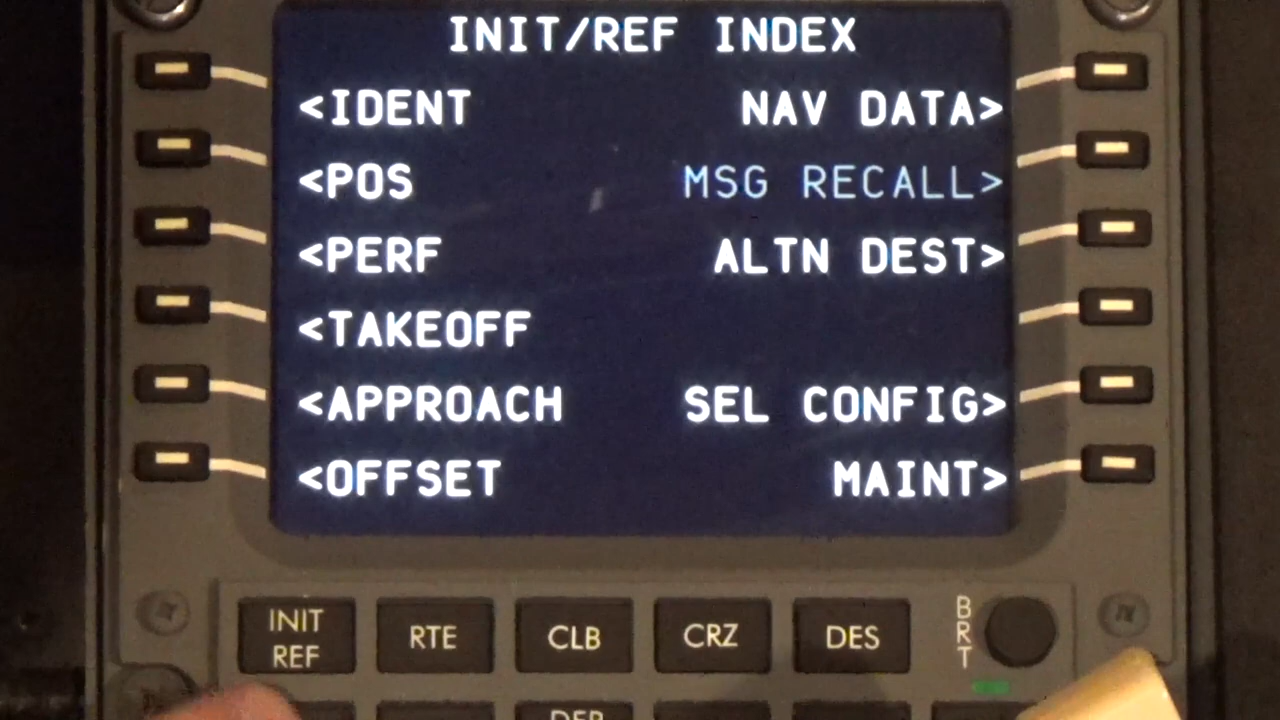 INIT/REF INDEX
<IDENT NAV DATA>
<POS MSG RECALL>
<PERF ALTN DEST>
<TAKEOFF
<APPROACH SEL CONFIG>
<OFFSET MAINT>
INIT REF
RTE
CLB
CRZ
DES
BRT
DEP